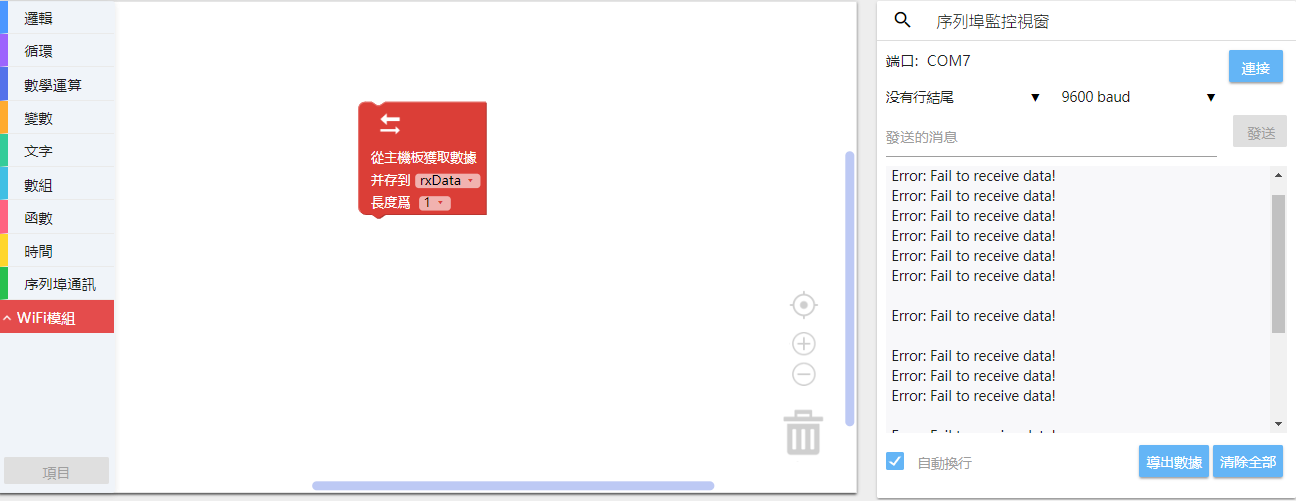 邏輯
循環
數學運算
變數
文字
數組
函數
時間
序列埠通訊
WiFi模組
項目
從主機板獲取數據
并存到 rxData
長度爲 1
序列埠監控視窗
端口: COM7
連接
没有行結尾
9600 baud
發送的消息
發送
Error: Fail to receive data!
Error: Fail to receive data!
Error: Fail to receive data!
Error: Fail to receive data!
Error: Fail to receive data!
Error: Fail to receive data!
Error: Fail to receive data!
Error: Fail to receive data!
Error: Fail to receive data!
Error: Fail to receive data!
Error: Fail to receive data!
自動換行
導出數據
清除全部